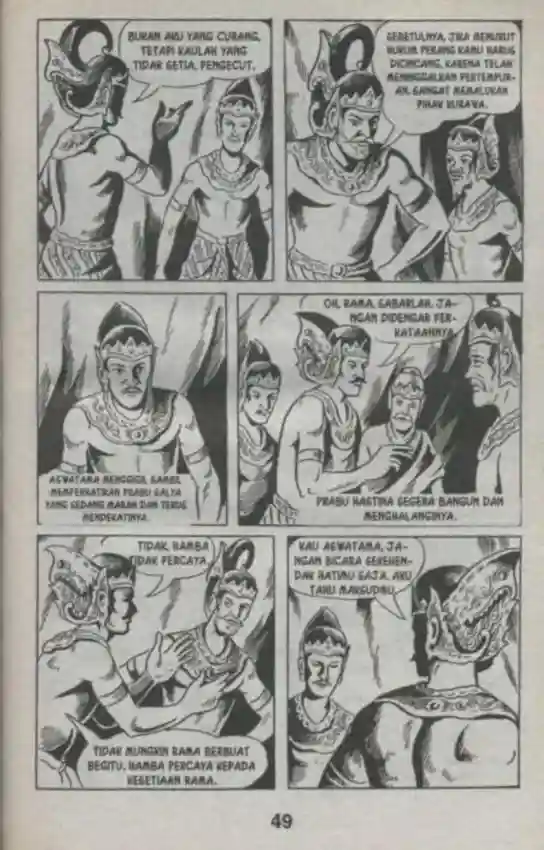 BUKAN AKU YANG CURANG,
TETAPI KAULAH YANG
TIDAK SETIA, PENGECUT.
SEBETULNYA, JIKA MENURUT
HUKUM PERANG KAMU HARUS
DICINCANG, KARENA TELAH
MENINGGALKAN PERTEMPUR-
AN. SANGAT MEMALUKAN
PIHAK KURAWA.
ASWATAMA MENGGIGIL SAMBIL
MEMPERHATIKAN PRABU SALYA
YANG SEDANG MARAH DAN TERUS
MENDEKATINYA.
OH, RAMA, SABARLAH. JA-
NGAN DIDENGAR PER-
KATAANNYA.
PRABU HASTINA SEGERA BANGUN DAN
MENGHALANGINYA.
TIDAK, HAMBA
TIDAK PERCAYA.
TIDAK MUNGKIN RAMA BERBUAT
BEGITU. HAMBA PERCAYA KEPADA
KESETIAAN RAMA.
KAU ASWATAMA, JA-
NGAN BICARA SEKEHEN-
DAK HATIMU SAJA. AKU
TAHU MAKSUDMU.
49